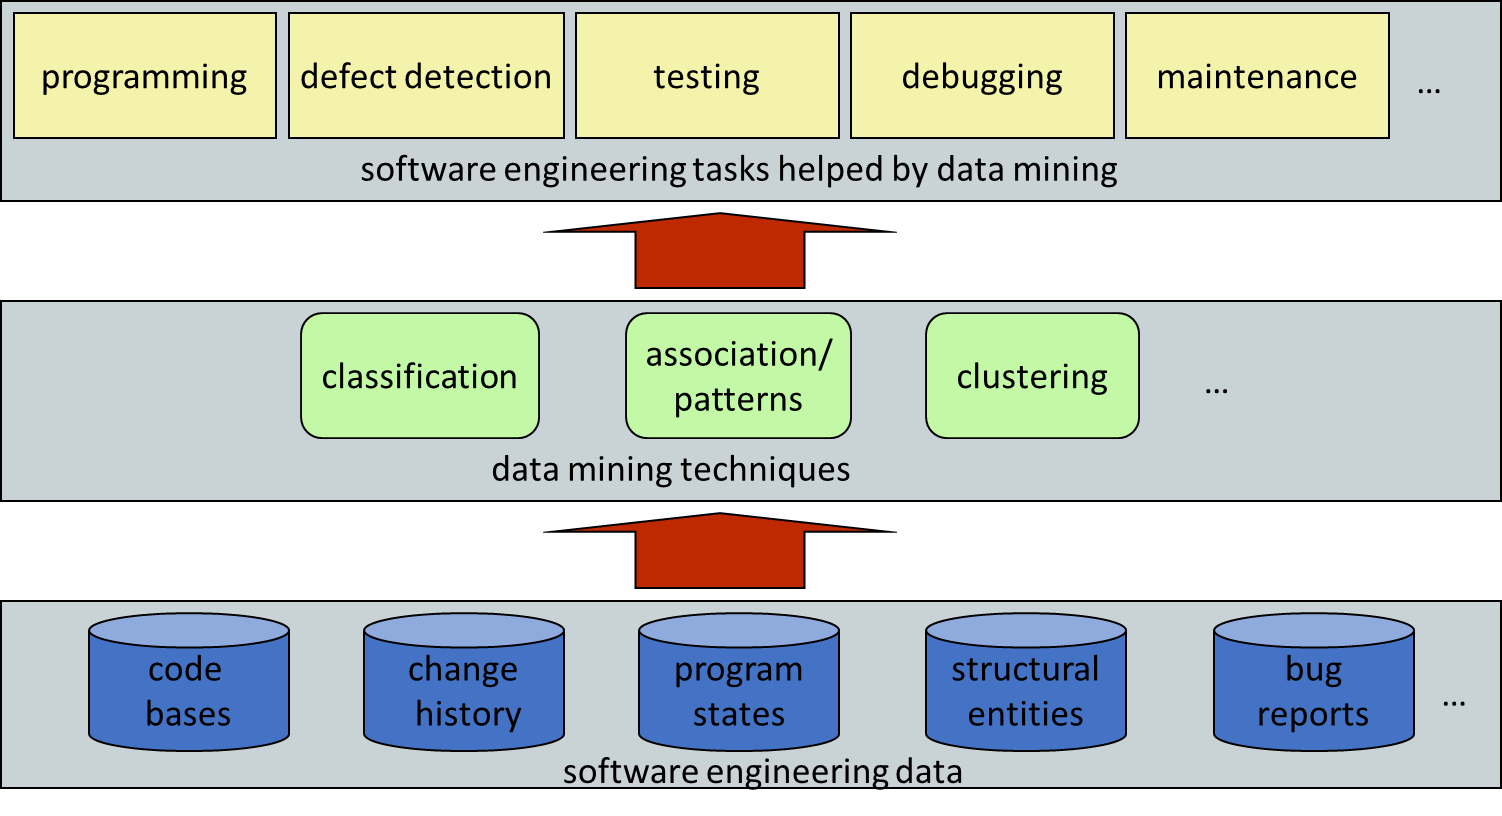 programming
defect detection
testing
debugging
maintenance
...
software engineering tasks helped by data mining
classification
association/
patterns
clustering
...
data mining techniques
code
bases
change
history
program
states
structural
entities
bug
reports
...
software engineering data